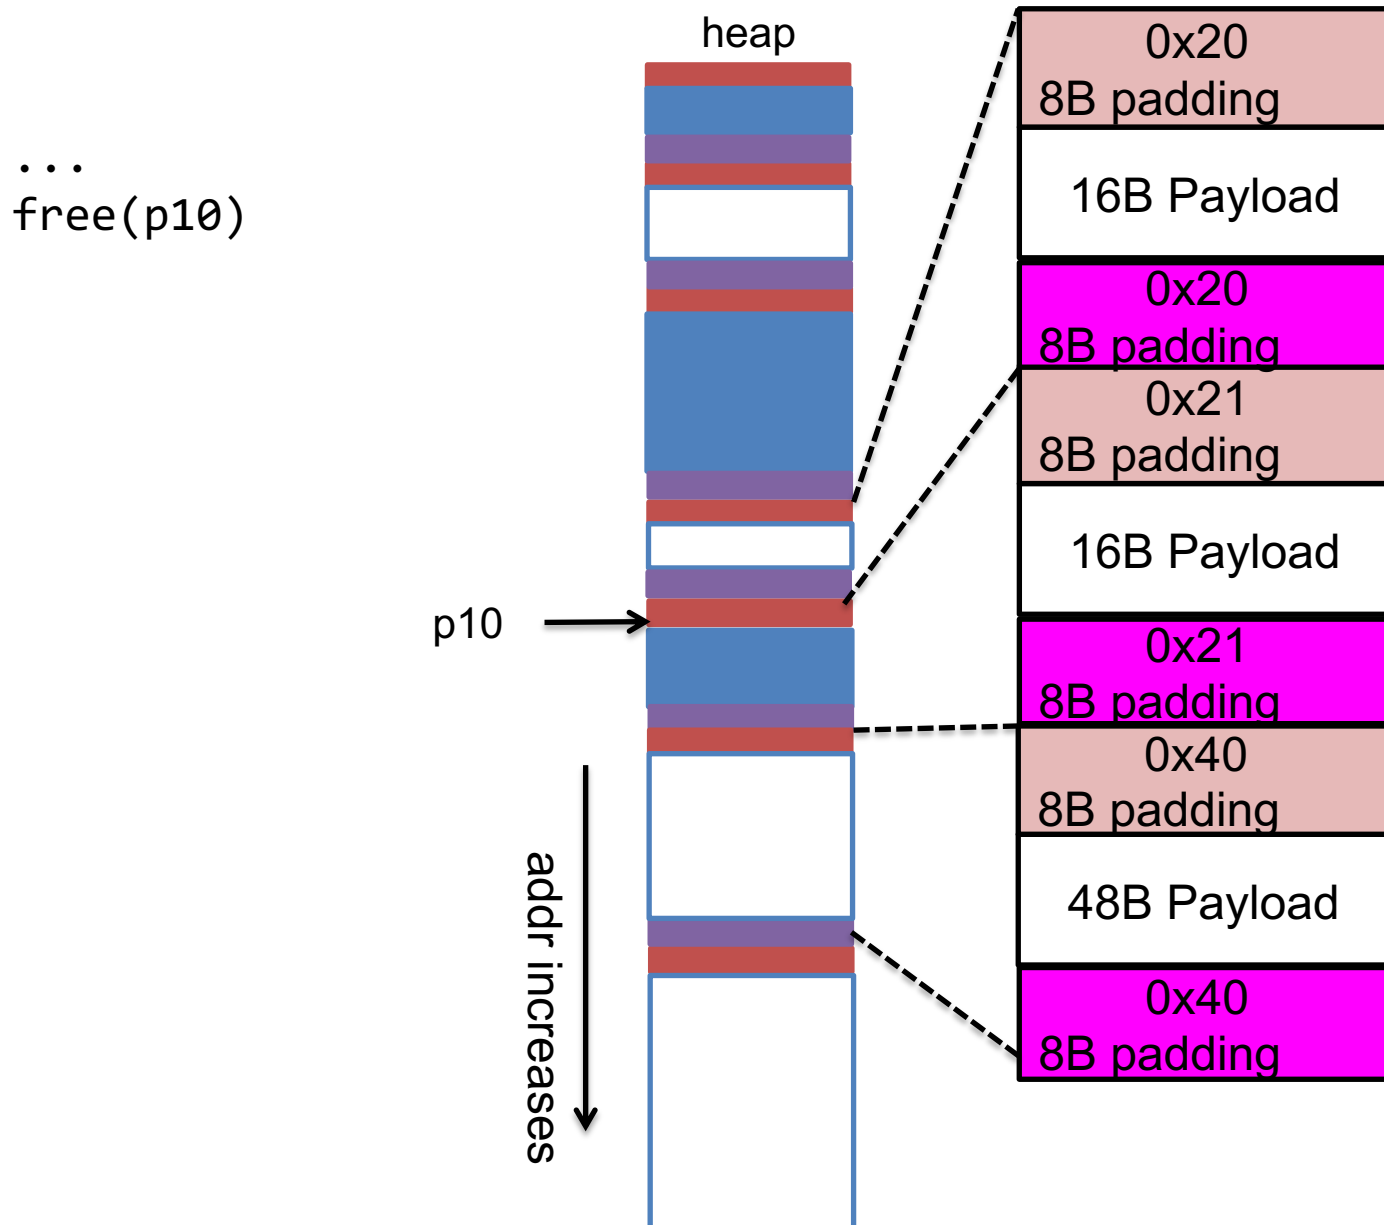 ...
free(p10)
heap
p10
addr increases
0x20
8B padding
16B Payload
0x20
8B padding
0x21
8B padding
16B Payload
0x21
8B padding
0x40
8B padding
48B Payload
0x40
8B padding